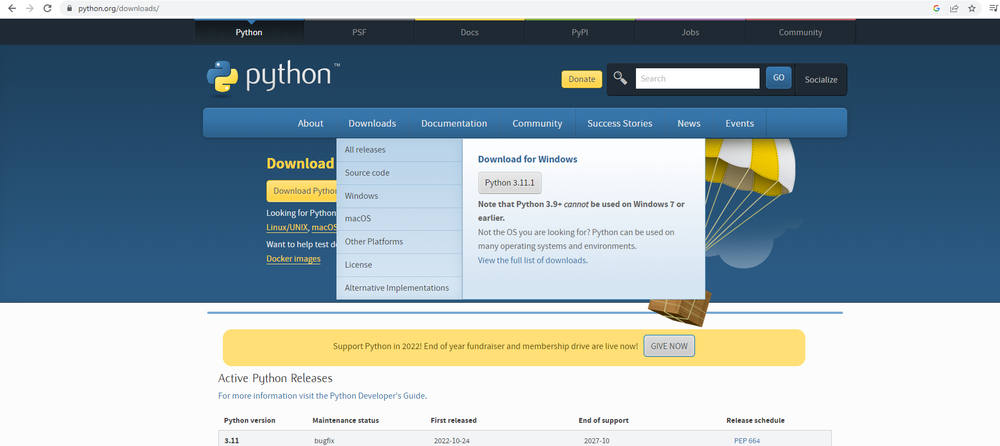 python.org/downloads/
Python
PSF
Docs
PyPI
Jobs
Community
python™
Donate
Search
GO
Socialize
About
Downloads
Documentation
Community
Success Stories
News
Events
Download
Download Python
Looking for Python
Linux/UNIX, macOS
Want to help test
Docker images
All releases
Source code
Windows
macOS
Other Platforms
License
Alternative Implementations
Download for Windows
Python 3.11.1
Note that Python 3.9+ cannot be used on Windows 7 or
earlier.
Not the OS you are looking for? Python can be used on
many operating systems and environments.
View the full list of downloads.
Support Python in 2022! End of year fundraiser and membership drive are live now!
GIVE NOW
Active Python Releases
For more information visit the Python Developer's Guide.
Python version Maintenance status First released End of support Release schedule
3.11 bugfix 2022-10-24 2027-10 PEP 664